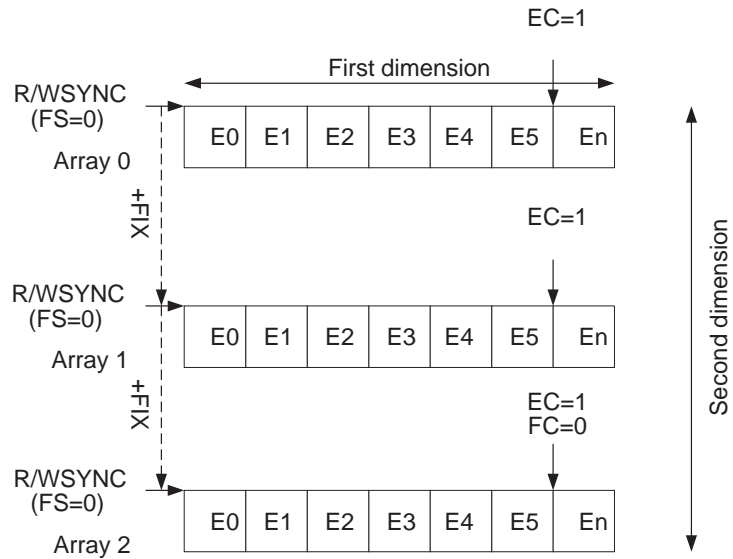 EC=1
First dimension
R/WSYNC
(FS=0)
Array 0
E0 E1 E2 E3 E4 E5 En
+FIX
EC=1
R/WSYNC
(FS=0)
Array 1
E0 E1 E2 E3 E4 E5 En
+FIX
EC=1
FC=0
R/WSYNC
(FS=0)
Array 2
E0 E1 E2 E3 E4 E5 En
Second dimension